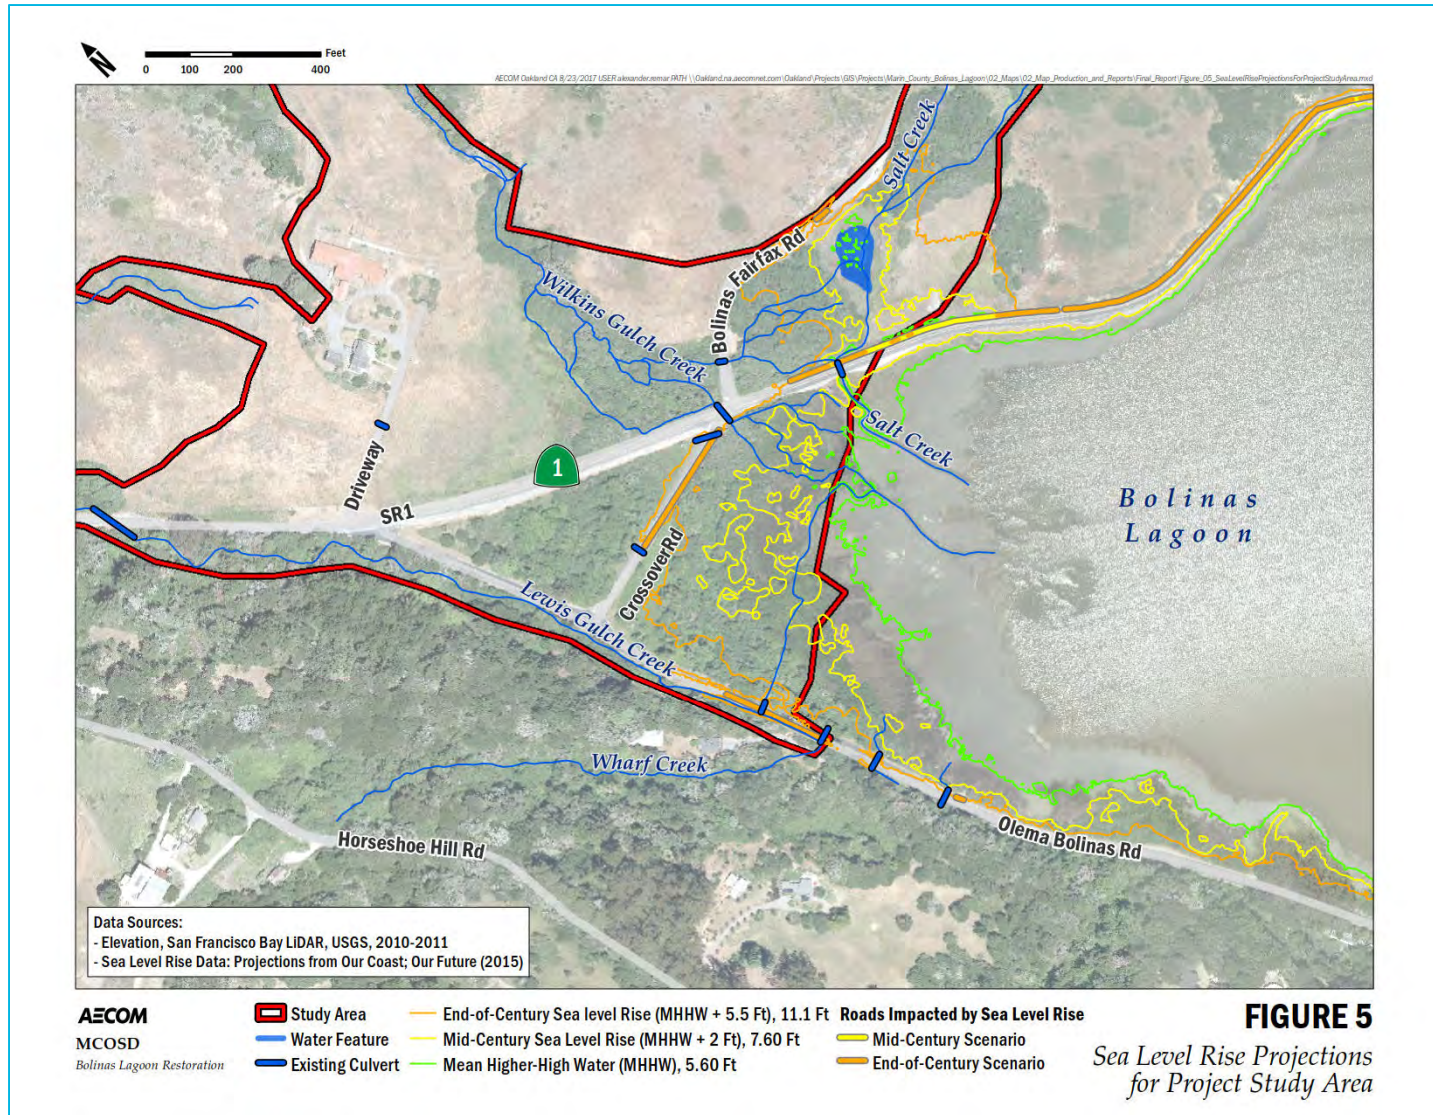 N
Feet
0 100 200 400
AECOM Oakland CA 8/23/2017 USER alexander.remar PATH \\Oakland.na.aecomnet.com\Oakland\Projects\GIS\Projects\Marin_County_Bolinas_Lagoon\02_Maps\02_Map_Production_and_Reports\Final_Report\Figure_05_SeaLevelRiseProjectionsForProjectStudyArea.mxd
Salt Creek
Bolinas Fairfax Rd
Wilkins Gulch Creek
Salt Creek
Driveway
1
SR1
Bolinas
Lagoon
CrossoverRd
Lewis Gulch Creek
Wharf Creek
Horseshoe Hill Rd
Olema Bolinas Rd
Data Sources:
- Elevation, San Francisco Bay LiDAR, USGS, 2010-2011
- Sea Level Rise Data: Projections from Our Coast; Our Future (2015)
AECOM
MCOSD
Bolinas Lagoon Restoration
Study Area
Water Feature
Existing Culvert
End-of-Century Sea level Rise (MHHW + 5.5 Ft), 11.1 Ft
Mid-Century Sea Level Rise (MHHW + 2 Ft), 7.60 Ft
Mean Higher-High Water (MHHW), 5.60 Ft
Roads Impacted by Sea Level Rise
Mid-Century Scenario
End-of-Century Scenario
FIGURE 5
Sea Level Rise Projections
for Project Study Area